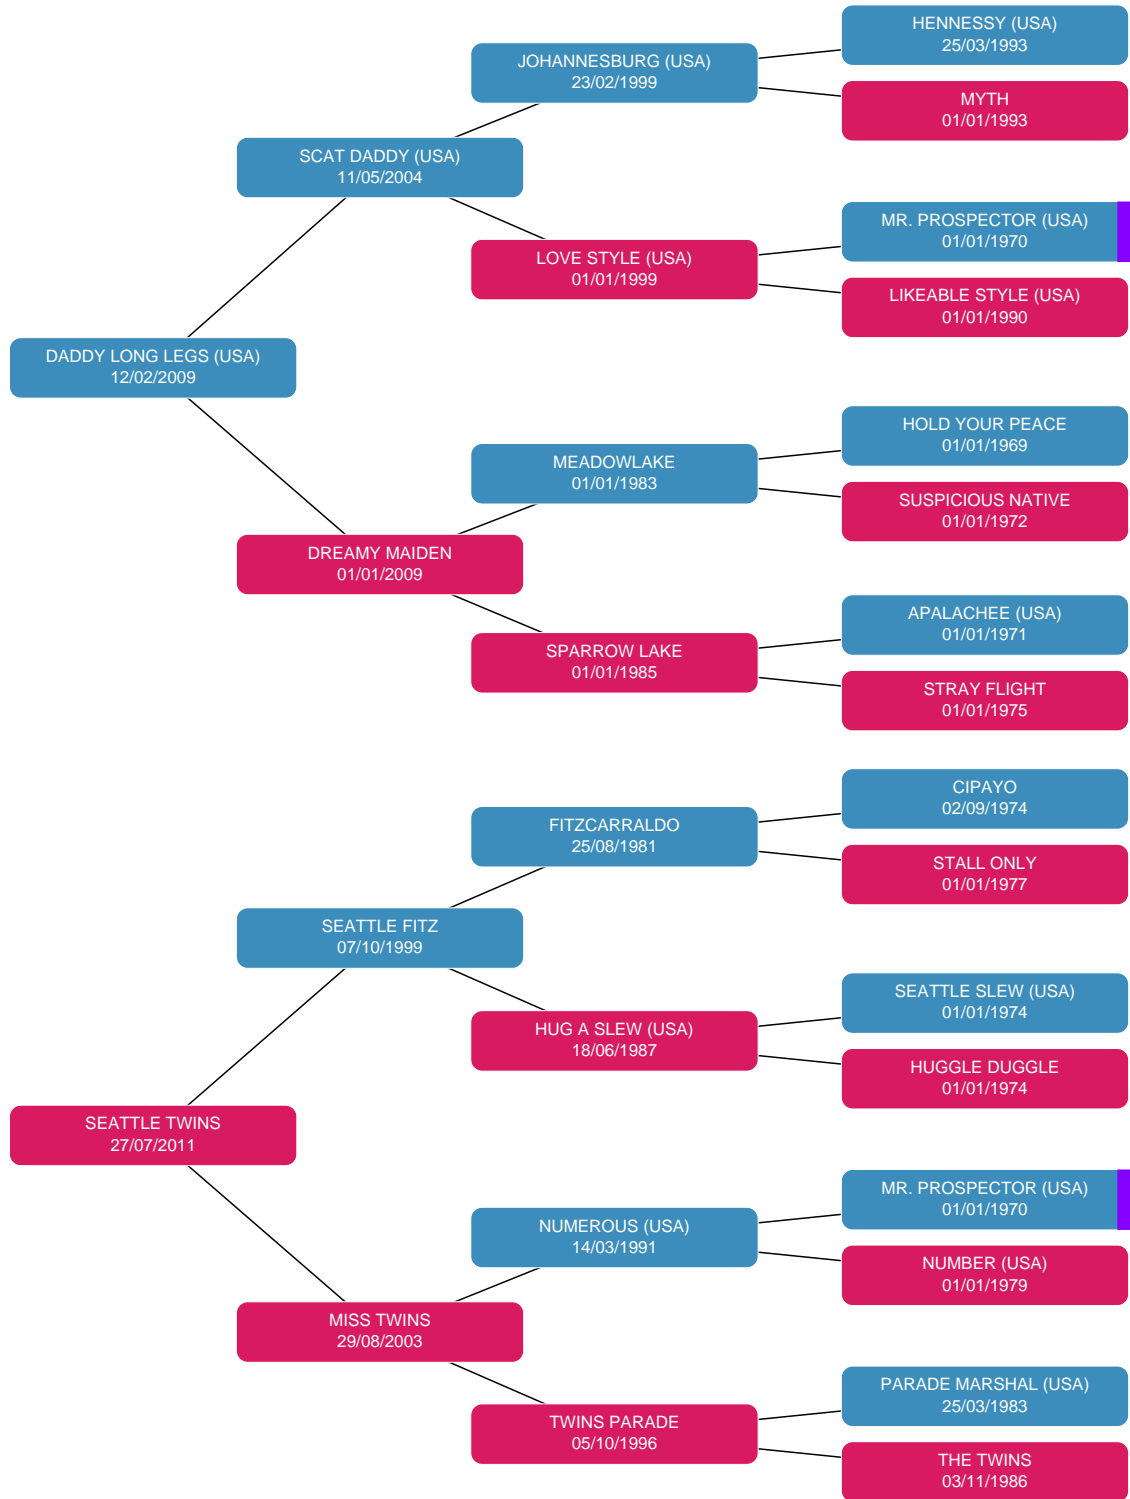 HENNESSY (USA)
25/03/1993
JOHANNESBURG (USA)
23/02/1999
MYTH
01/01/1993
SCAT DADDY (USA)
11/05/2004
MR. PROSPECTOR (USA)
01/01/1970
LOVE STYLE (USA)
01/01/1999
LIKEABLE STYLE (USA)
01/01/1990
DADDY LONG LEGS (USA)
12/02/2009
HOLD YOUR PEACE
01/01/1969
MEADOWLAKE
01/01/1983
SUSPICIOUS NATIVE
01/01/1972
DREAMY MAIDEN
01/01/2009
APALACHEE (USA)
01/01/1971
SPARROW LAKE
01/01/1985
STRAY FLIGHT
01/01/1975
CIPAYO
02/09/1974
FITZCARRALDO
25/08/1981
STALL ONLY
01/01/1977
SEATTLE FITZ
07/10/1999
SEATTLE SLEW (USA)
01/01/1974
HUG A SLEW (USA)
18/06/1987
HUGGLE DUGGLE
01/01/1974
SEATTLE TWINS
27/07/2011
MR. PROSPECTOR (USA)
01/01/1970
NUMEROUS (USA)
14/03/1991
NUMBER (USA)
01/01/1979
MISS TWINS
29/08/2003
PARADE MARSHAL (USA)
25/03/1983
TWINS PARADE
05/10/1996
THE TWINS
03/11/1986